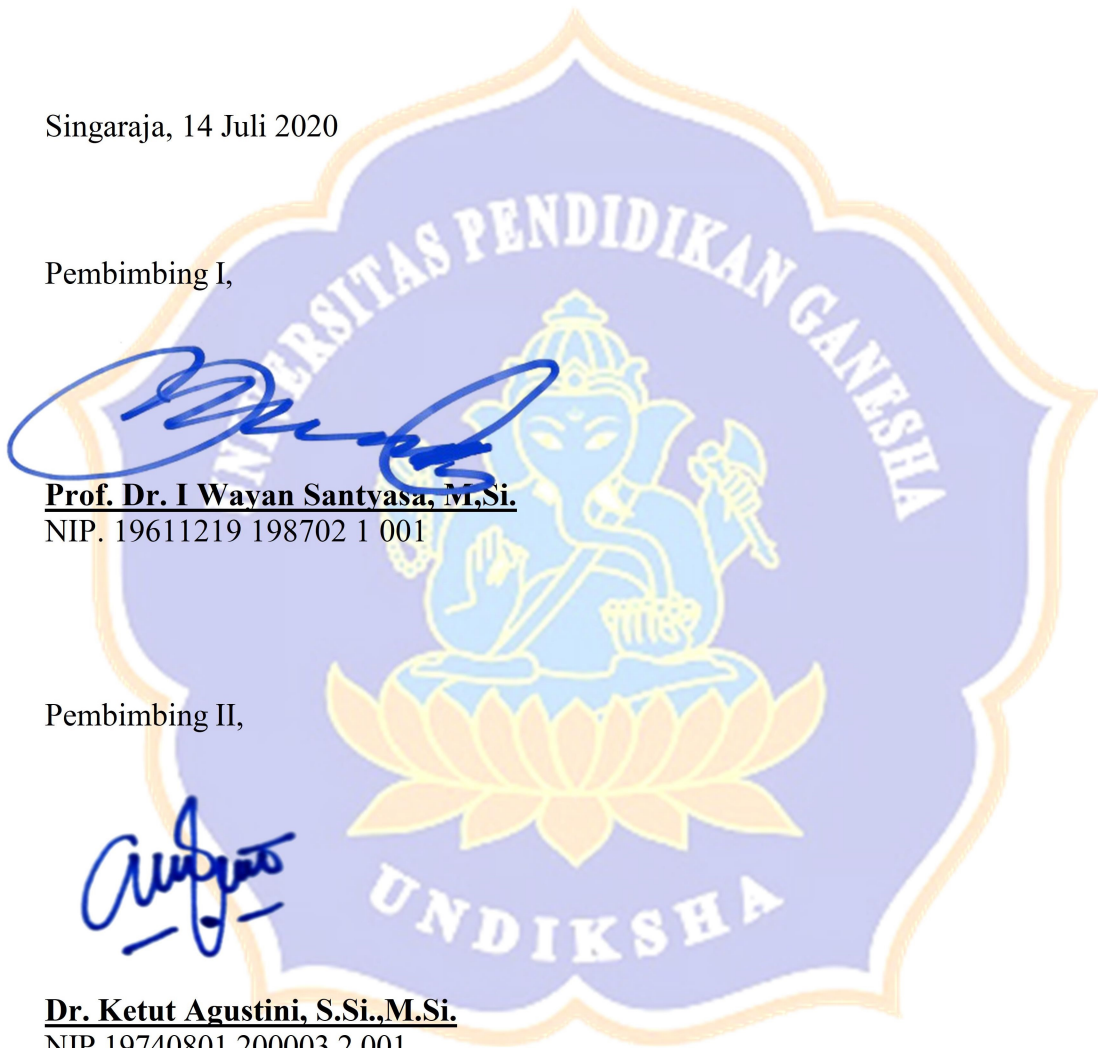 Singaraja, 14 Juli 2020
UNIVERSITAS PENDIDIKAN GANESHA
Pembimbing I,
Prof. Dr. I Wayan Santyasa, M,Si.
NIP. 19611219 198702 1 001
Pembimbing II,
UNDIKSHA
Dr. Ketut Agustini, S.Si.,M.Si.
NIP.19740801 200003 2 001